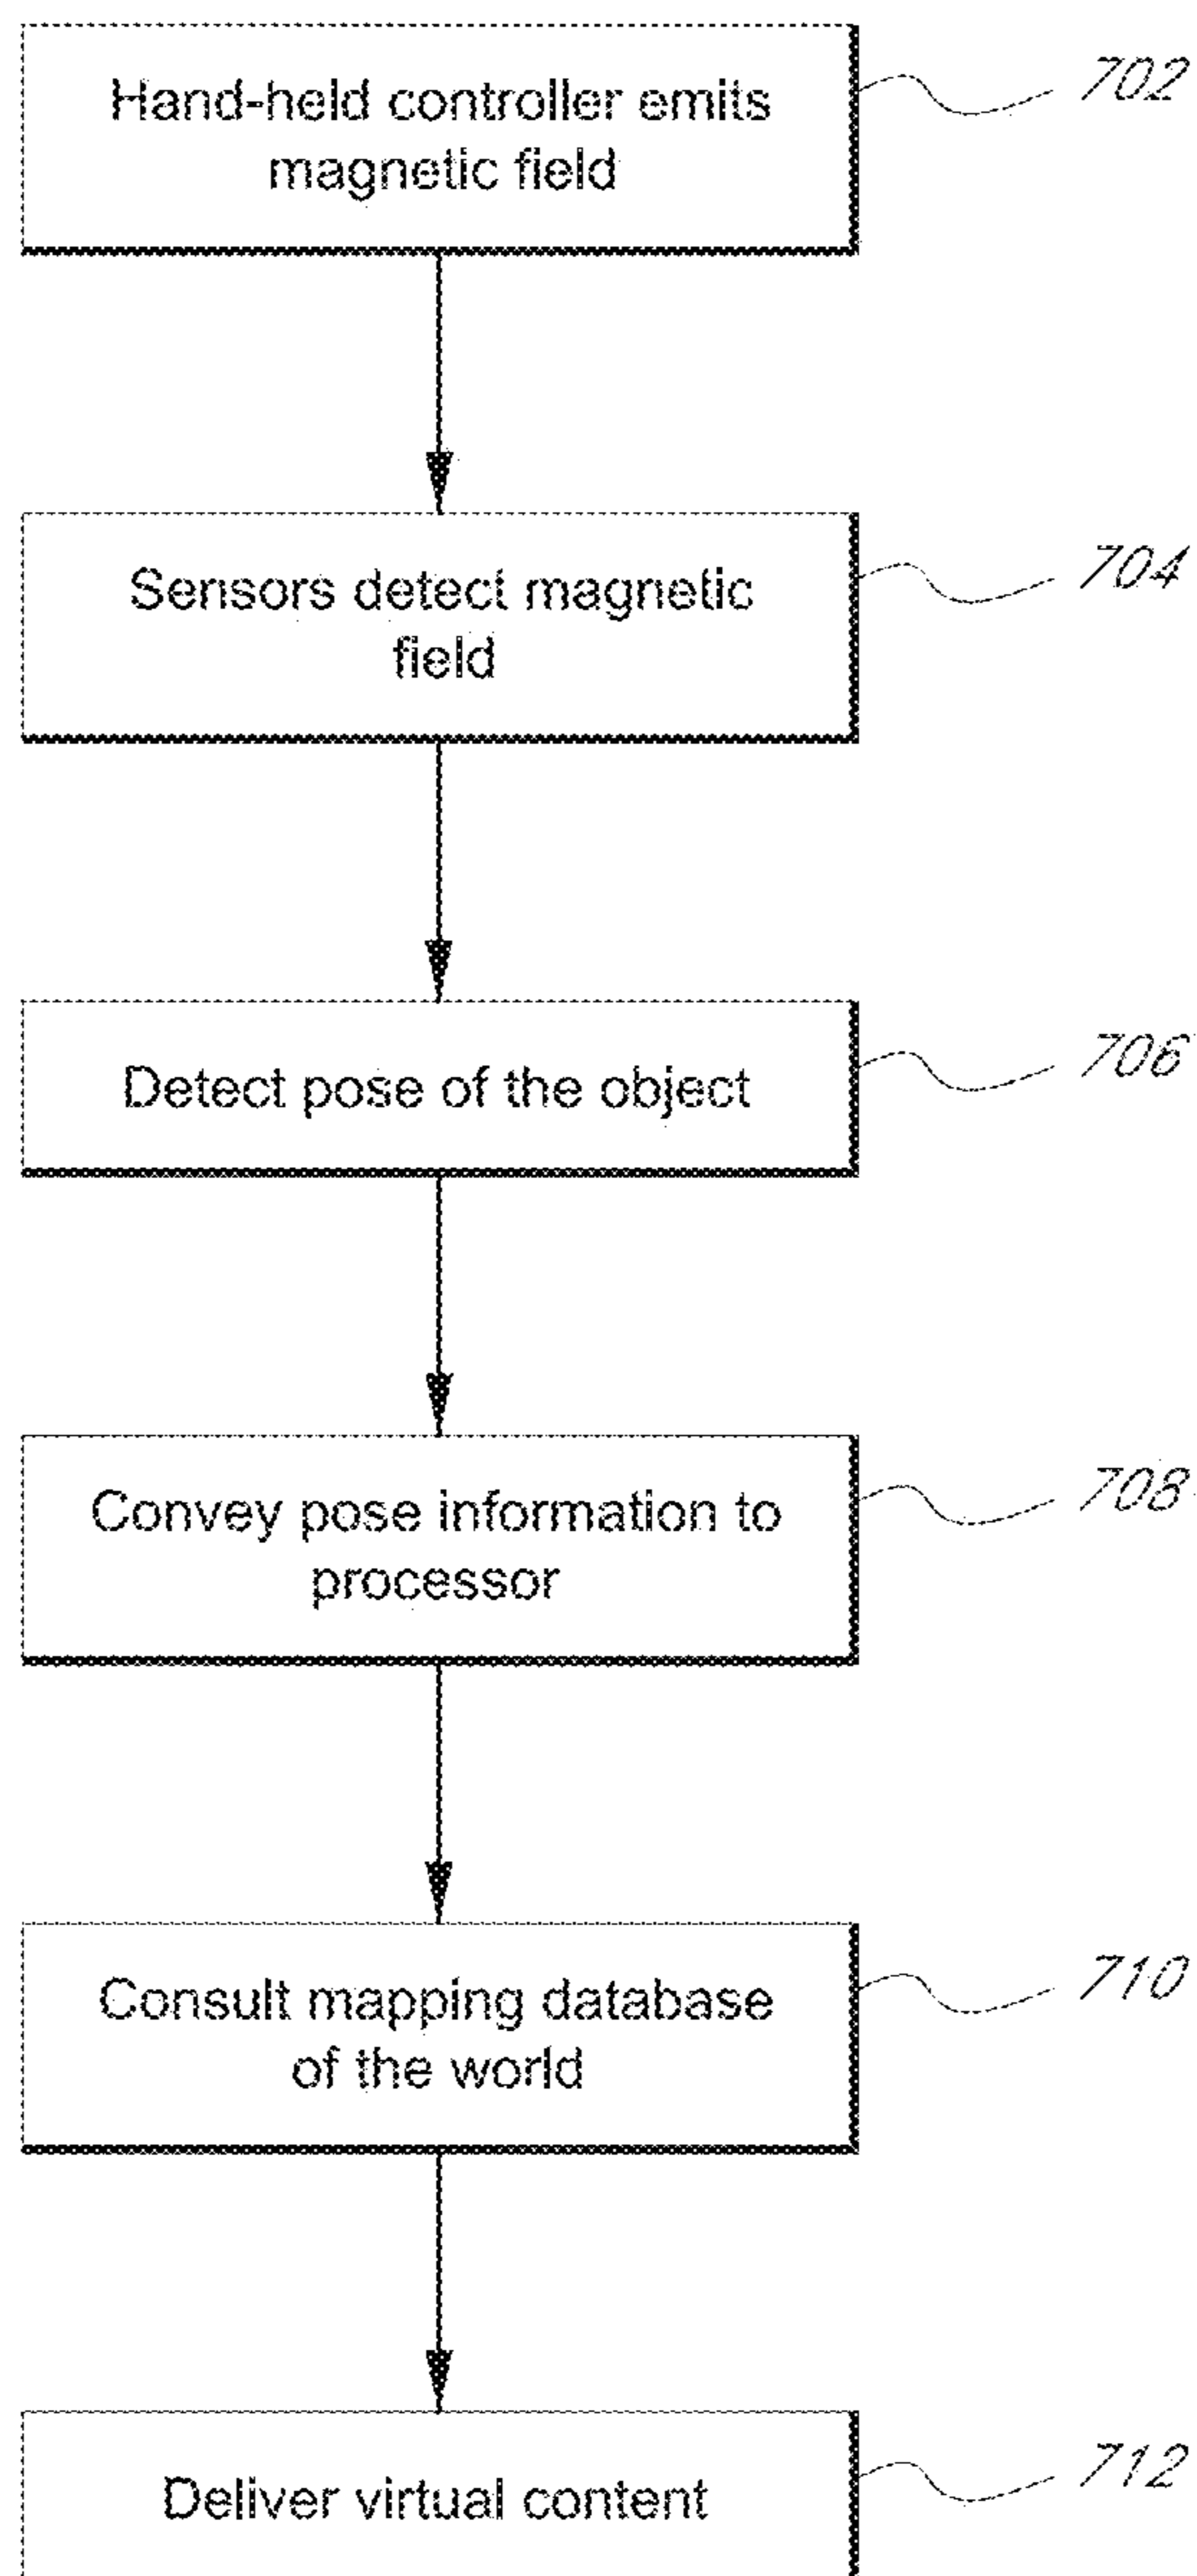 Hand-held controller emits
magnetic field
702
Sensors detect magnetic
field
704
Detect pose of the object
706
Convey pose information to
processor
708
Consult mapping database
of the world
710
Deliver virtual content
712